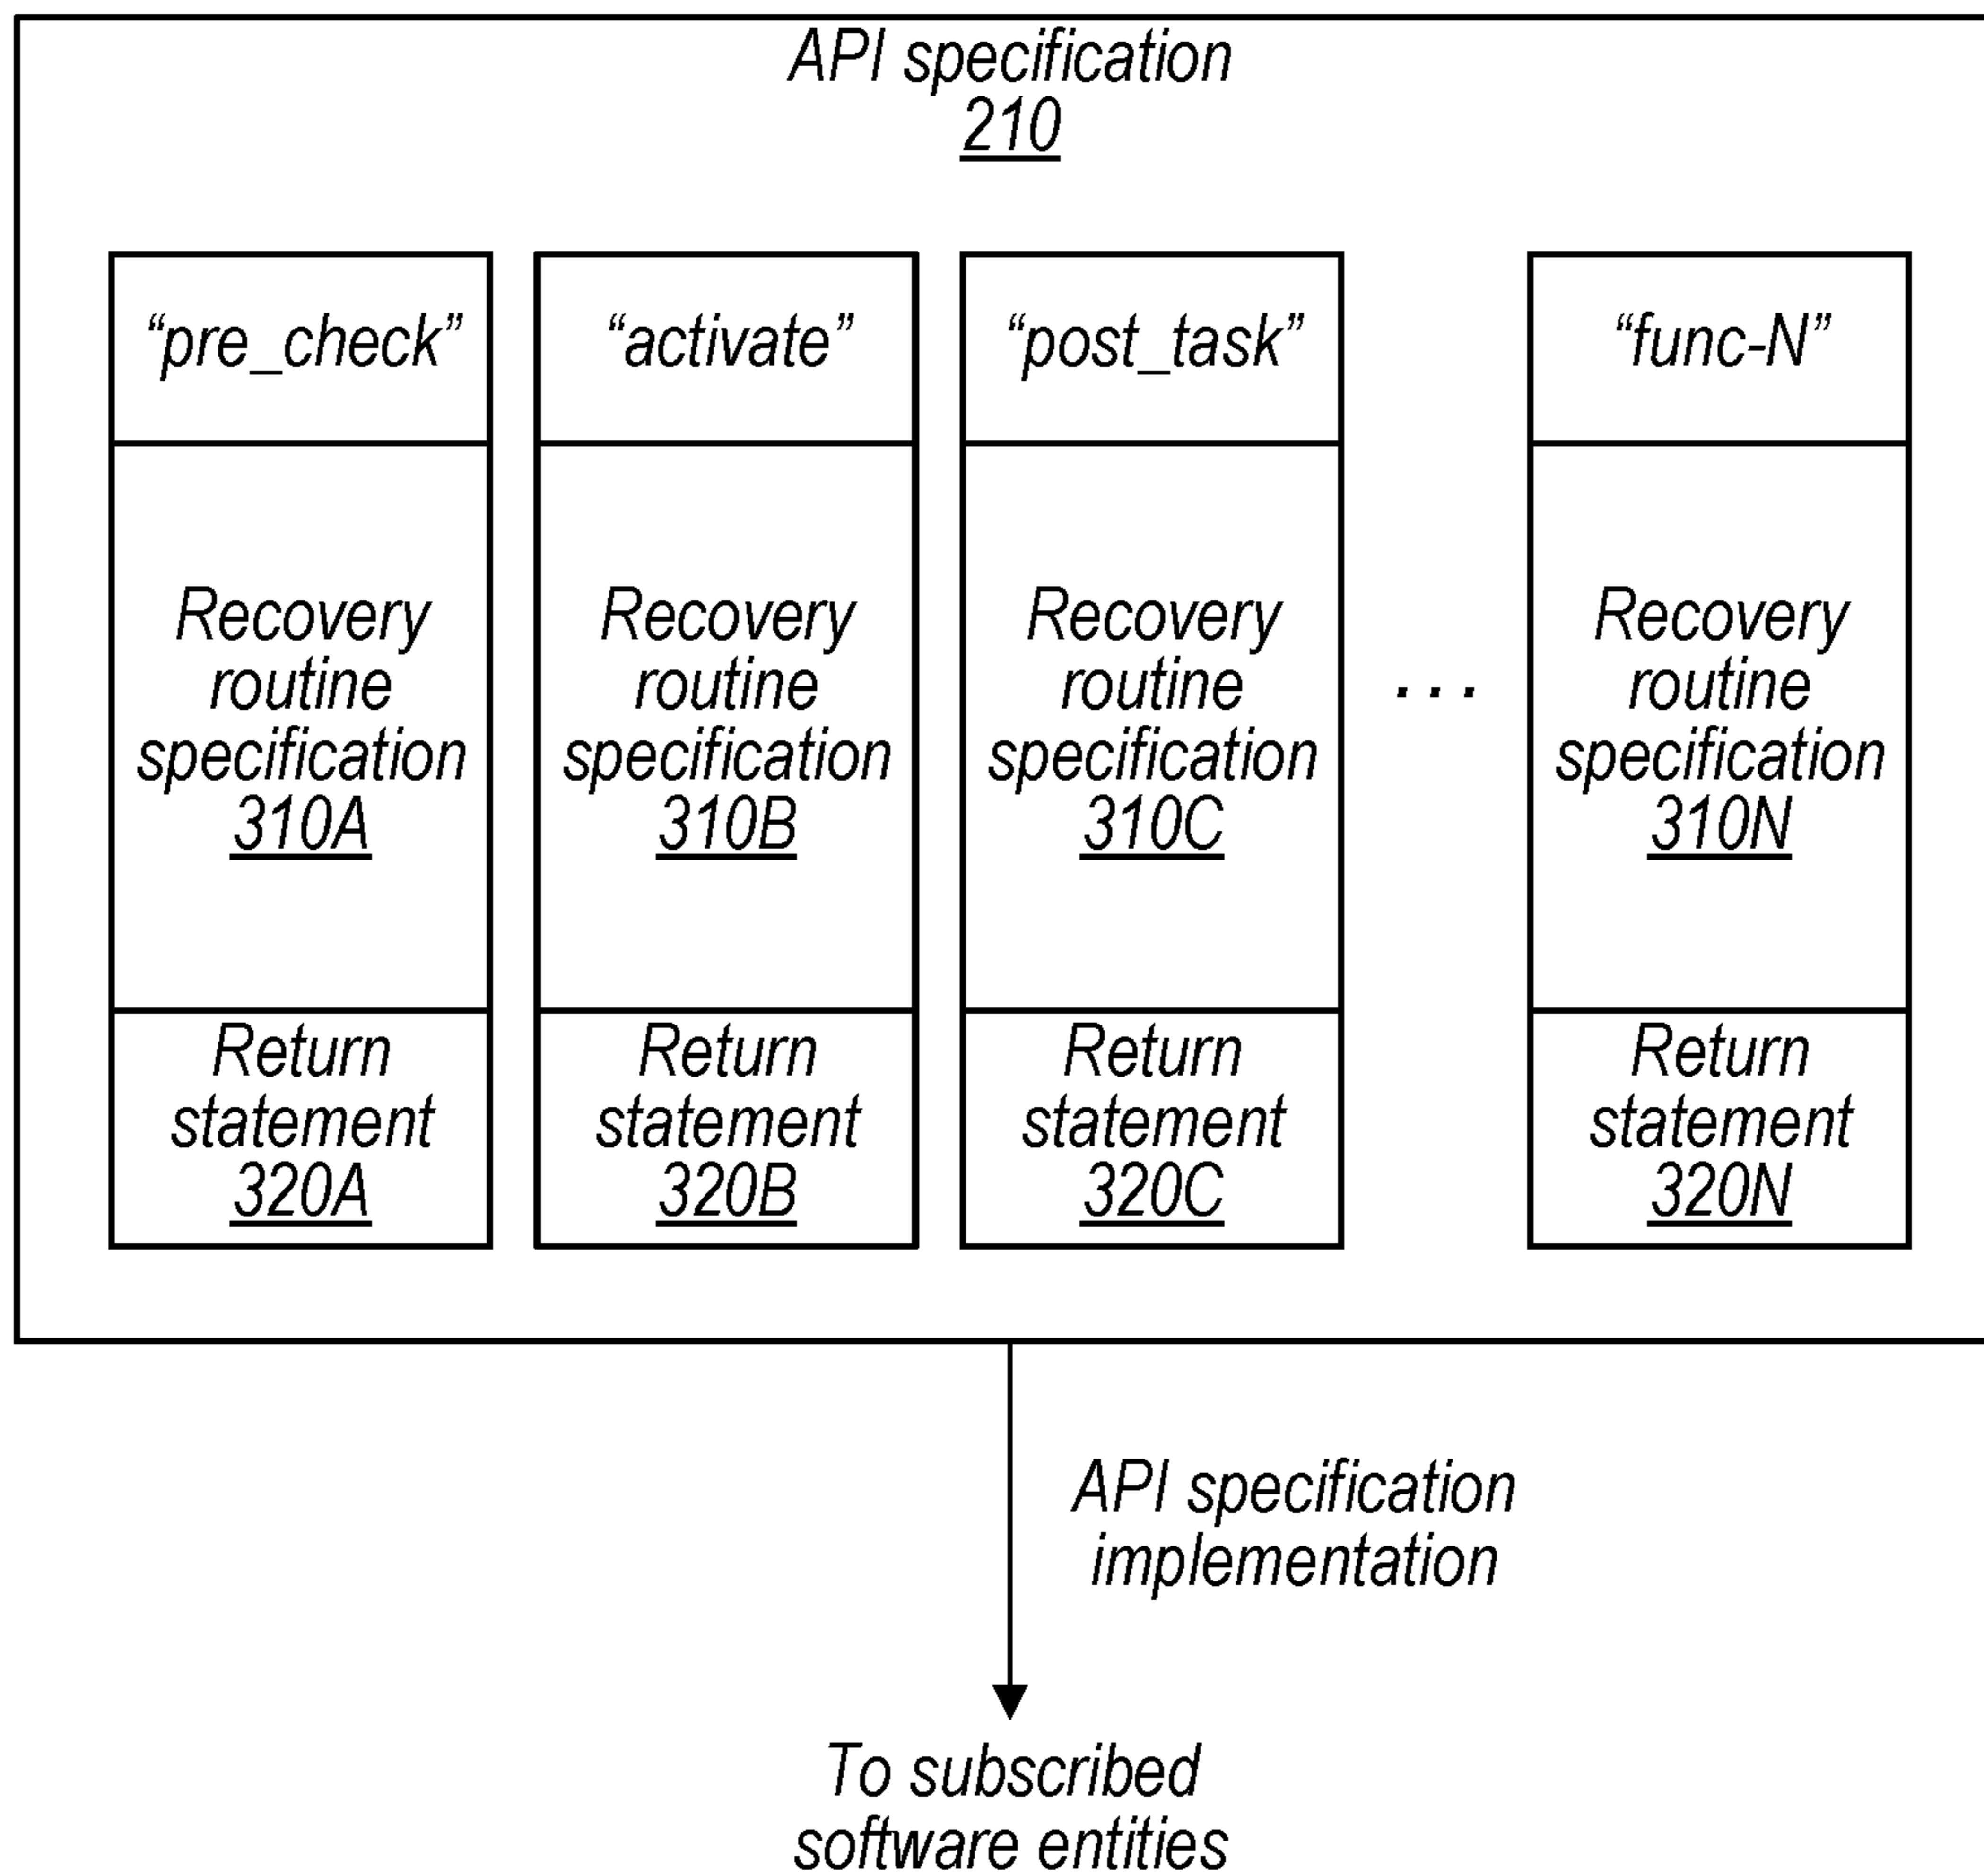 API specification
210
“pre_check”
Recovery
routine
specification
310A
Return
statement
320A
“activate”
Recovery
routine
specification
310B
Return
statement
320B
“post_task”
Recovery
routine
specification
310C
Return
statement
320C
. . .
“func-N”
Recovery
routine
specification
310N
Return
statement
320N
API specification
implementation
To subscribed
software entities